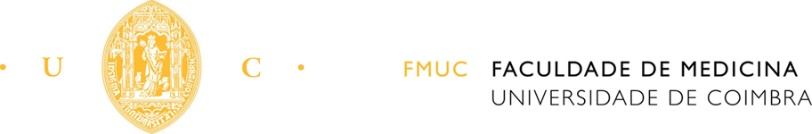 · U C ·
FMUC FACULDADE DE MEDICINA
UNIVERSIDADE DE COIMBRA